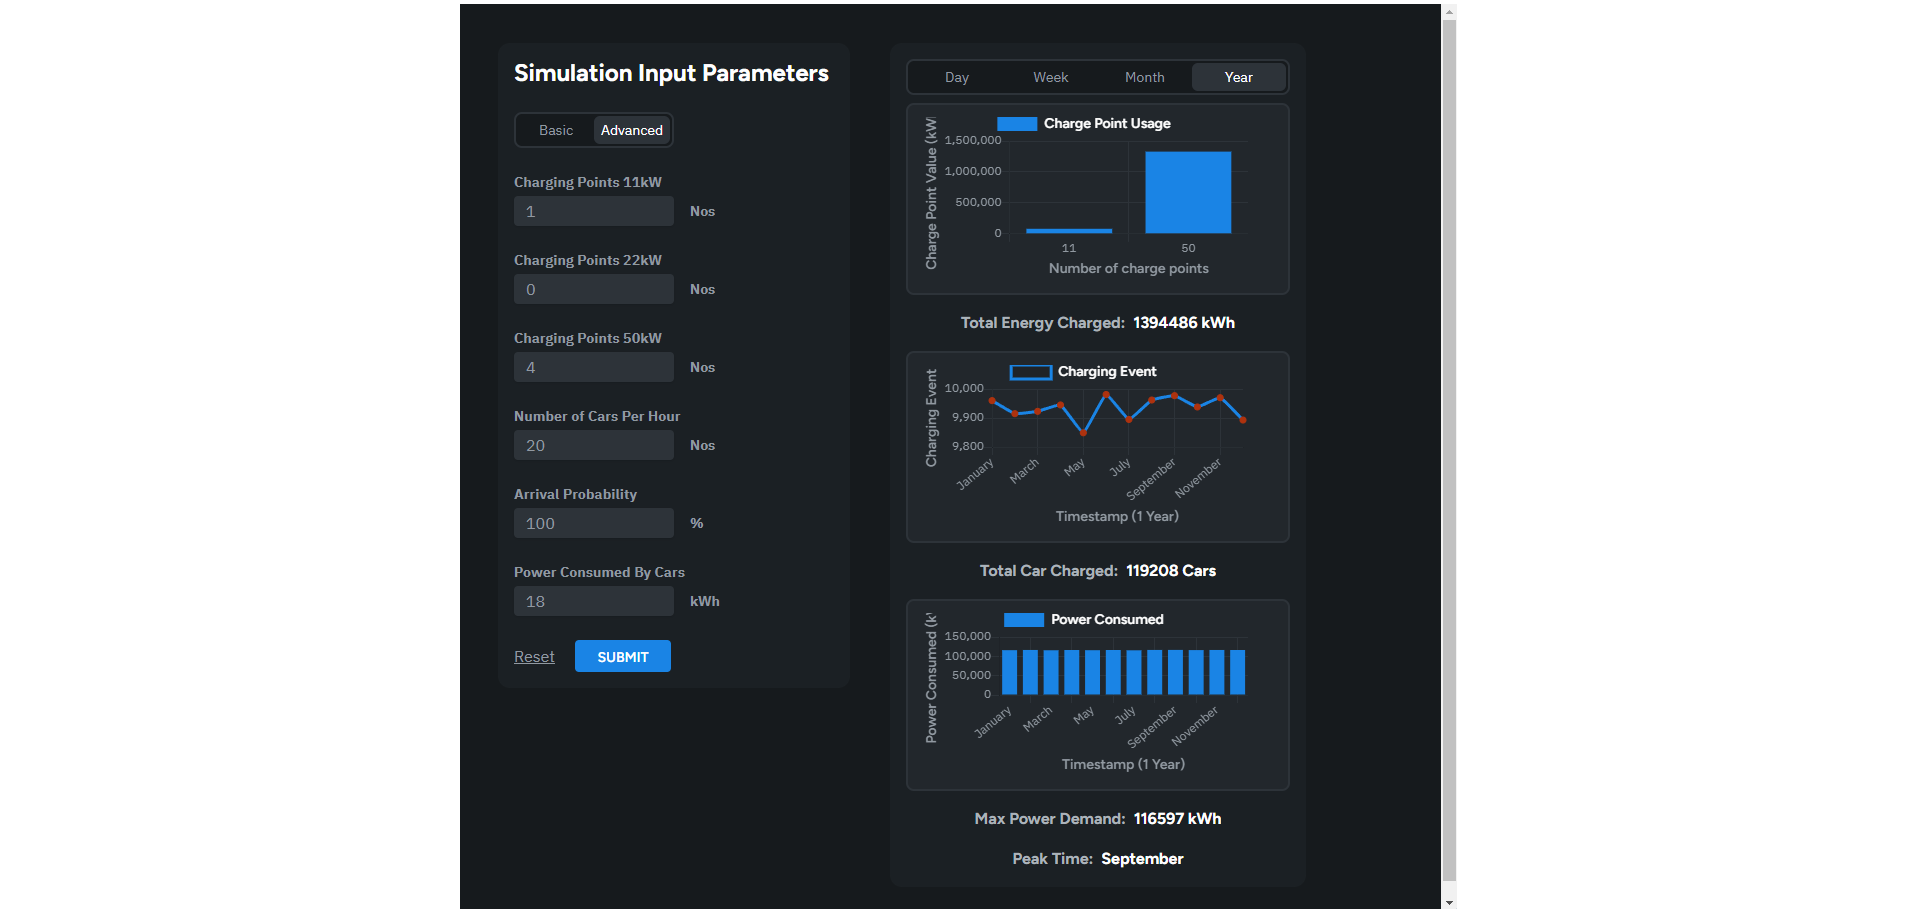 Simulation Input Parameters
Basic Advanced
Charging Points 11kW
1 Nos
Charging Points 22kW
0 Nos
Charging Points 50kW
4 Nos
Number of Cars Per Hour
20 Nos
Arrival Probability
100 %
Power Consumed By Cars
18 kWh
Reset SUBMIT
Day Week Month Year
Charge Point Usage
Charge Point Value (kW
1,500,000
1,000,000
500,000
0
11 50
Number of charge points
Total Energy Charged: 1394486 kWh
Charging Event
Charging Event
10,000
9,900
9,800
January March May July September November
Timestamp (1 Year)
Total Car Charged: 119208 Cars
Power Consumed
Power Consumed (k
150,000
100,000
50,000
0
January March May July September November
Timestamp (1 Year)
Max Power Demand: 116597 kWh
Peak Time: September